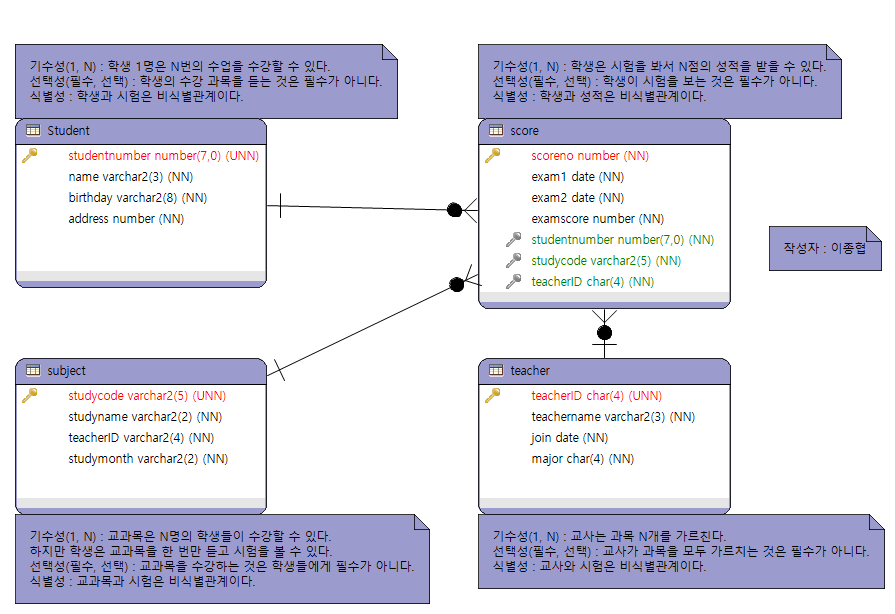 기수성(1, N) : 학생 1명은 N번의 수업을 수강할 수 있다.
선택성(필수, 선택) : 학생의 수강 과목을 듣는 것은 필수가 아니다.
식별성 : 학생과 시험은 비식별관계이다.
Student
studentnumber number(7,0) (UNN)
name varchar2(3) (NN)
birthday varchar2(8) (NN)
address number (NN)
기수성(1, N) : 학생은 시험을 봐서 N점의 성적을 받을 수 있다.
선택성(필수, 선택) : 학생이 시험을 보는 것은 필수가 아니다.
식별성 : 학생과 성적은 비식별관계이다.
score
scoreno number (NN)
exam1 date (NN)
exam2 date (NN)
examscore number (NN)
studentnumber number(7,0) (NN)
studycode varchar2(5) (NN)
teacherID char(4) (NN)
작성자 : 이종협
subject
studycode varchar2(5) (UNN)
studyname varchar2(2) (NN)
teacherID varchar2(4) (NN)
studymonth varchar2(2) (NN)
기수성(1, N) : 교과목은 N명의 학생들이 수강할 수 있다.
하지만 학생은 교과목을 한 번만 듣고 시험을 볼 수 있다.
선택성(필수, 선택) : 교과목을 수강하는 것은 학생들에게 필수가 아니다.
식별성 : 교과목과 시험은 비식별관계이다.
teacher
teacherID char(4) (UNN)
teachername varchar2(3) (NN)
join date (NN)
major char(4) (NN)
기수성(1, N) : 교사는 과목 N개를 가르친다.
선택성(필수, 선택) : 교사가 과목을 모두 가르치는 것은 필수가 아니다.
식별성 : 교사와 시험은 비식별관계이다.